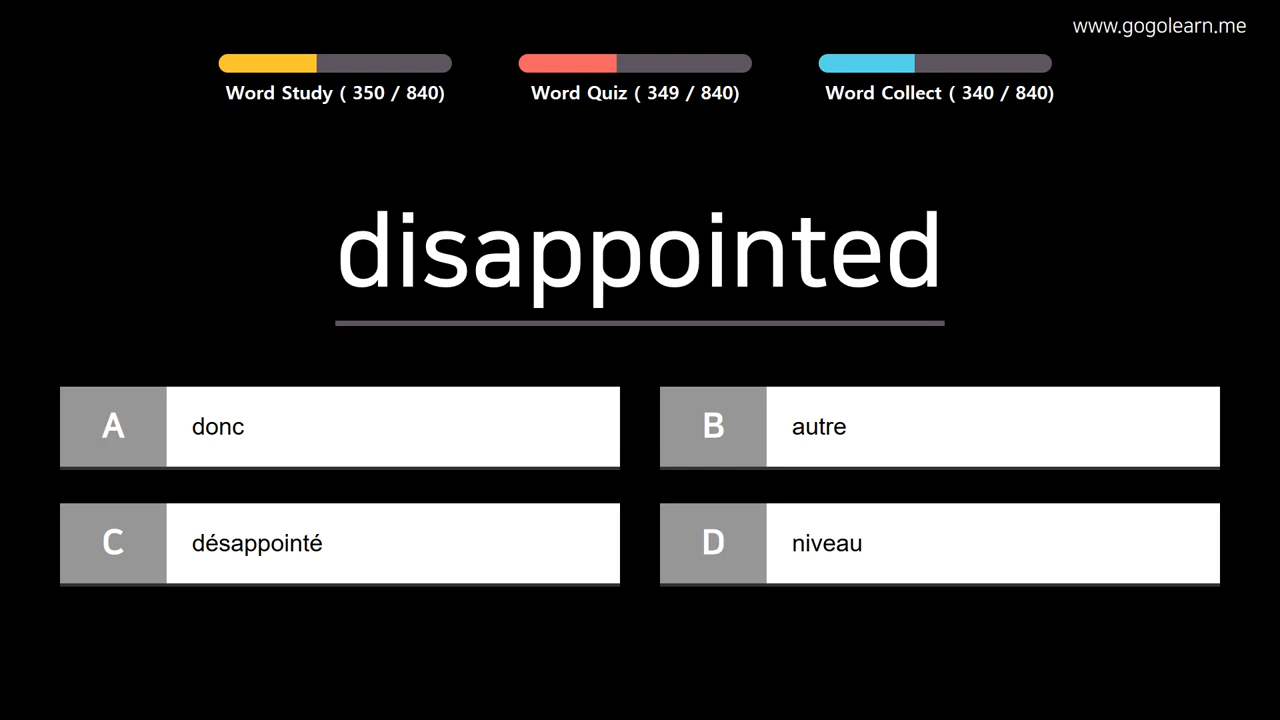 www.gogolearn.me
Word Study ( 350 / 840)
Word Quiz ( 349 / 840)
Word Collect ( 340 / 840)
disappointed
A donc
B autre
C désappointé
D niveau